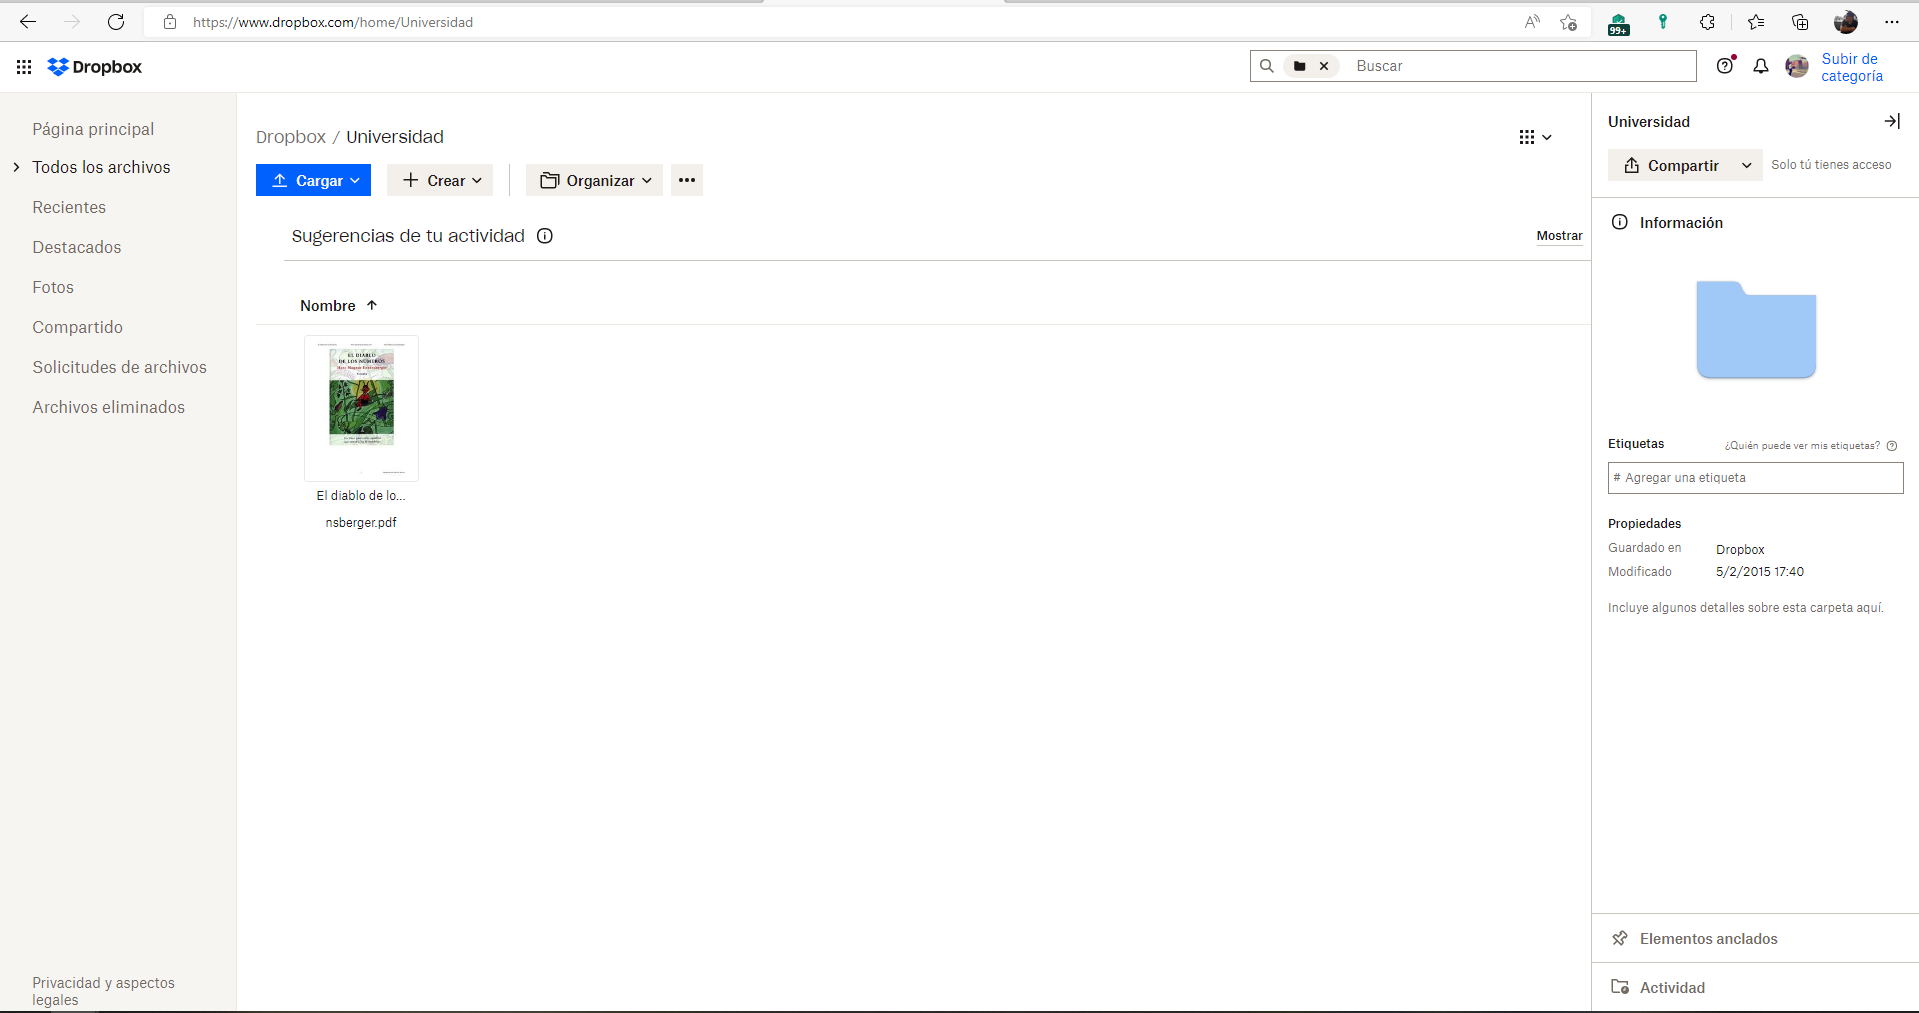 https://www.dropbox.com/home/Universidad
99+
Dropbox
Buscar
Subir de
categoría
Página principal
Todos los archivos
Recientes
Destacados
Fotos
Compartido
Solicitudes de archivos
Archivos eliminados
Privacidad y aspectos
legales
Dropbox / Universidad
Cargar
Crear
Organizar
Sugerencias de tu actividad
Mostrar
Nombre
EL DIABLO
DE LOS NÚMEROS
El diablo de lo...
nsberger.pdf
Universidad
Compartir
Solo tú tienes acceso
Información
Etiquetas
¿Quién puede ver mis etiquetas?
# Agregar una etiqueta
Propiedades
Guardado en Dropbox
Modificado 5/2/2015 17:40
Incluye algunos detalles sobre esta carpeta aquí.
Elementos anclados
Actividad